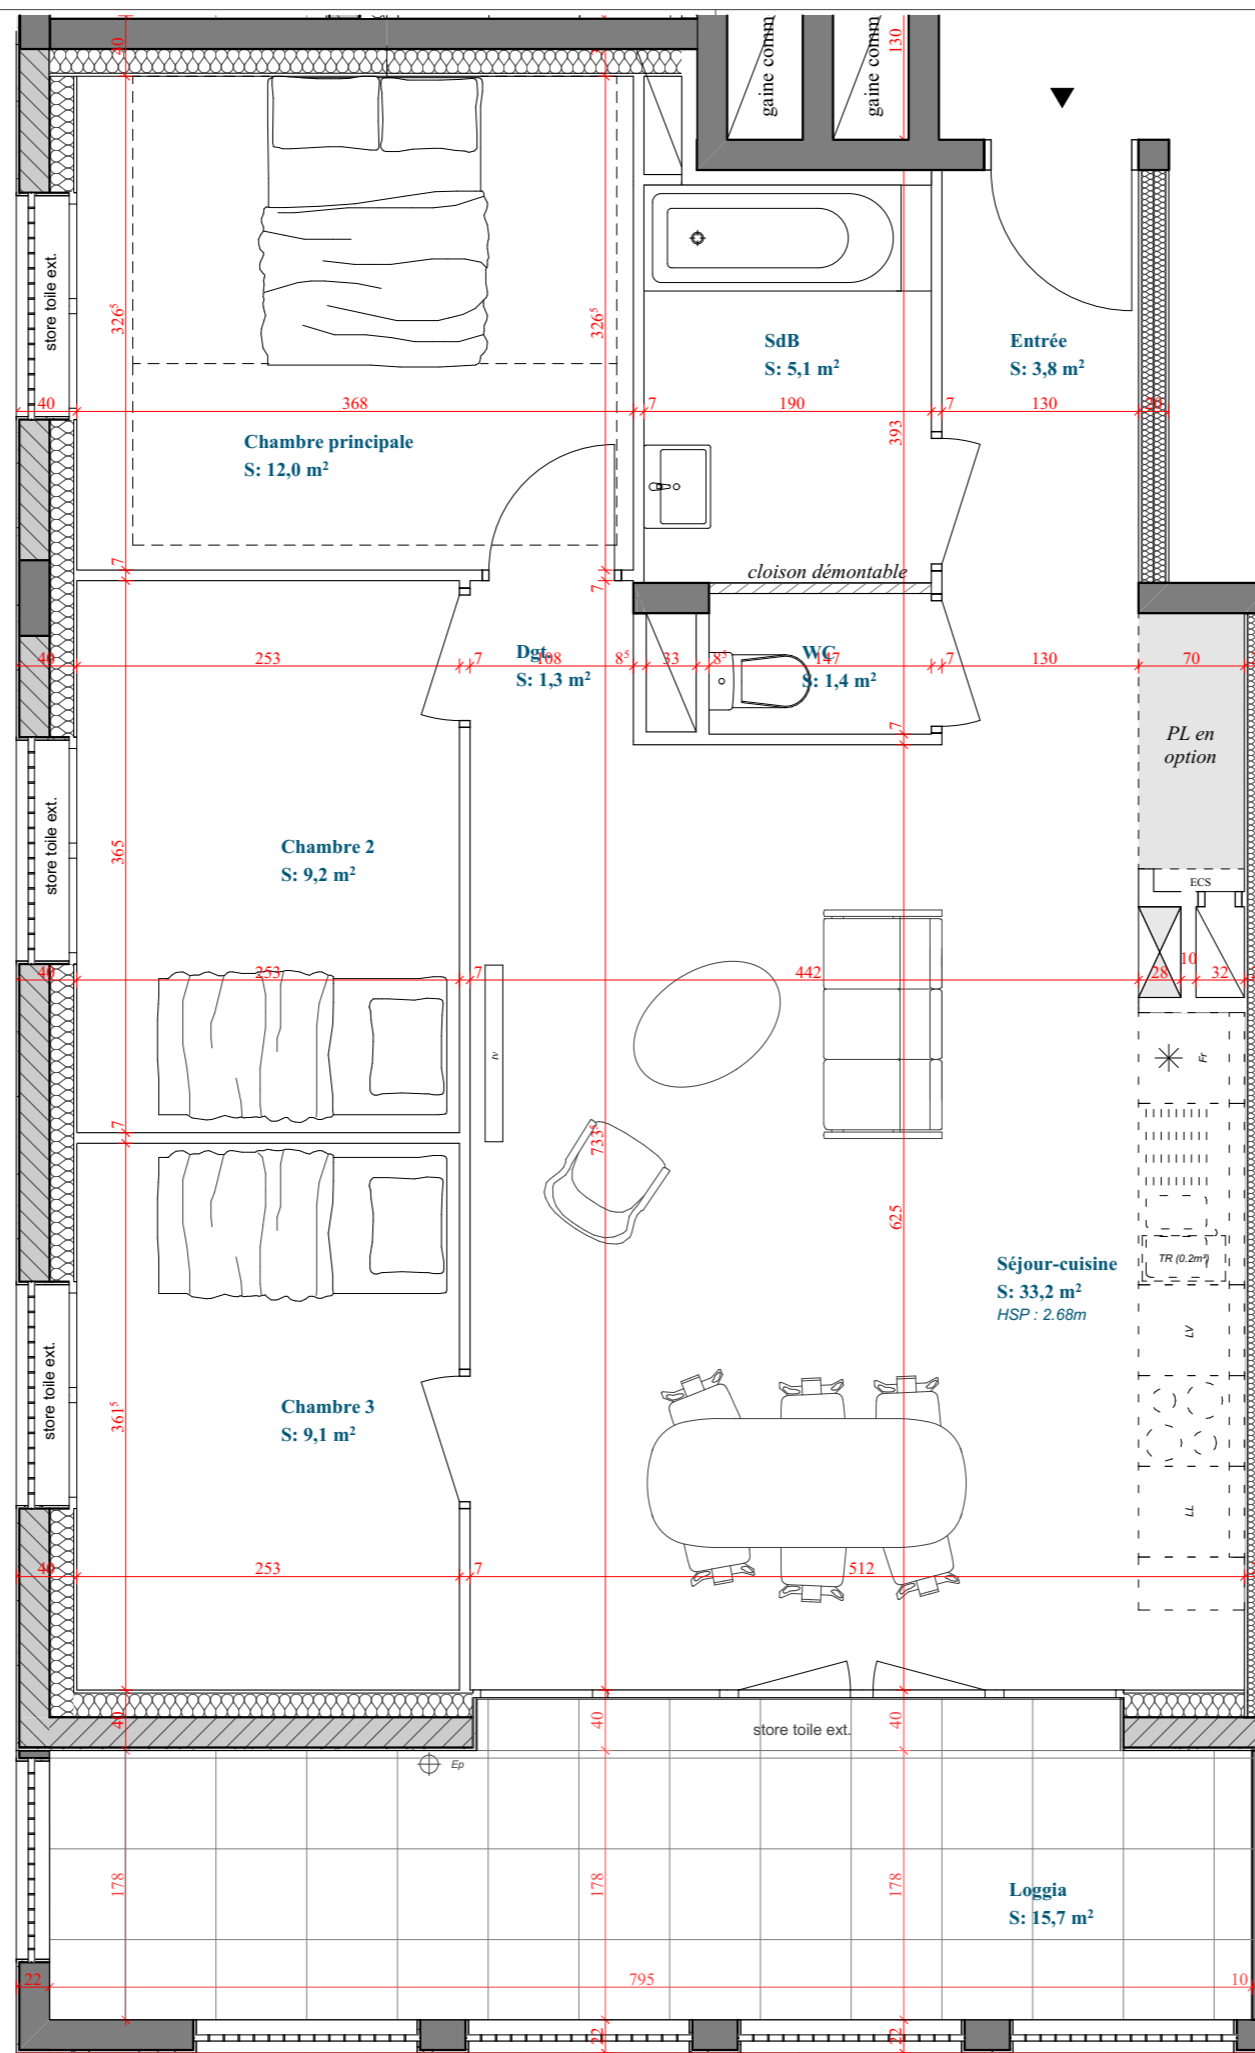 40
7
gaine comm
130
gaine comm
326⁵
326⁵
store toile ext.
SdB
S: 5,1 m²
Entrée
S: 3,8 m²
40
368
7
190
7
130
20
393
Chambre principale
S: 12,0 m²
7
7
cloison démontable
40
253
7
Dgt.
108
S: 1,3 m²
8⁵
33
8⁵
WC
147
S: 1,4 m²
7
130
70
7
PL en
option
store toile ext.
365
Chambre 2
S: 9,2 m²
ECS
40
253
7
442
28
10
32
tv
Fr
7
733⁵
625
TR (0.2m²)
Séjour-cuisine
S: 33,2 m²
HSP : 2.68m
LV
store toile ext.
361⁵
Chambre 3
S: 9,1 m²
LL
40
253
7
512
40
40
40
store toile ext.
Ep
178
178
178
Loggia
S: 15,7 m²
22
795
10
22
22